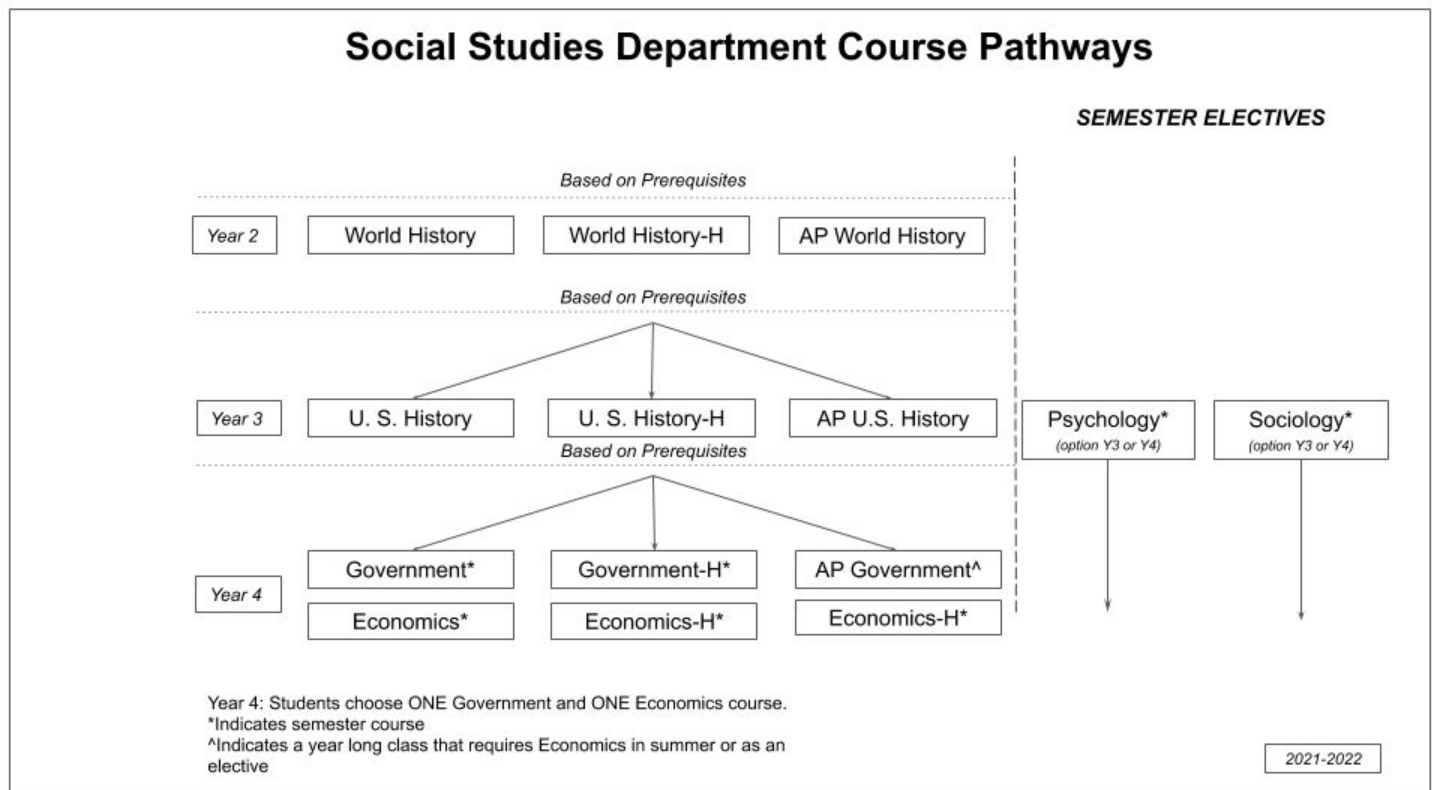 Social Studies Department Course Pathways
SEMESTER ELECTIVES
Based on Prerequisites
Year 2
World History
World History-H
AP World History
Based on Prerequisites
Year 3
U. S. History
U. S. History-H
AP U.S. History
Psychology*
(option Y3 or Y4)
Sociology*
(option Y3 or Y4)
Based on Prerequisites
Year 4
Government*
Government-H*
AP Government^
Economics*
Economics-H*
Economics-H*
Year 4: Students choose ONE Government and ONE Economics course.
*Indicates semester course
^Indicates a year long class that requires Economics in summer or as an
elective
2021-2022